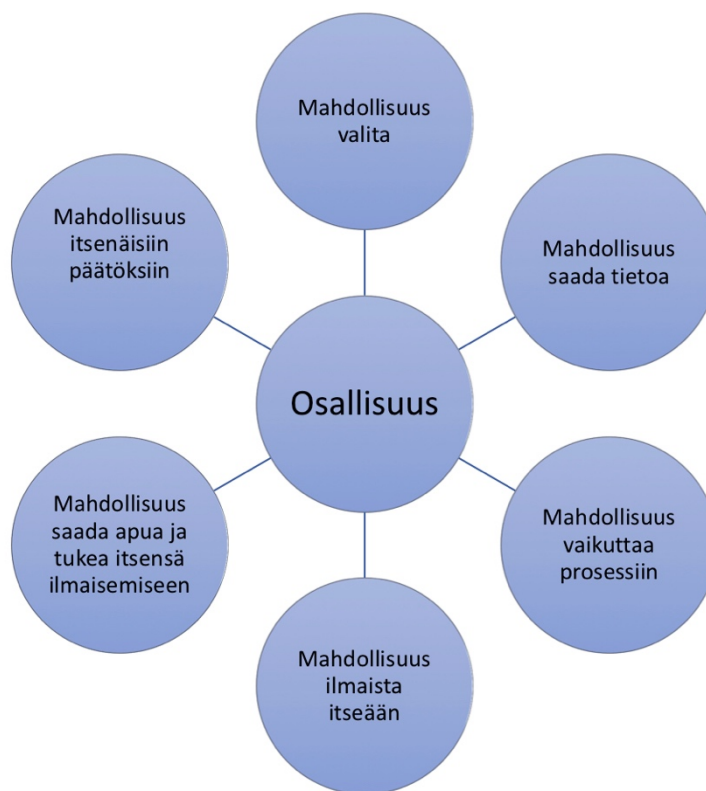 Mahdollisuus
valita
Mahdollisuus
itsenäisiin
päätöksiin
Mahdollisuus
saada tietoa
Osallisuus
Mahdollisuus
saada apua ja
tukea itsensä
ilmaisemiseen
Mahdollisuus
vaikuttaa
prosessiin
Mahdollisuus
ilmaista
itseään